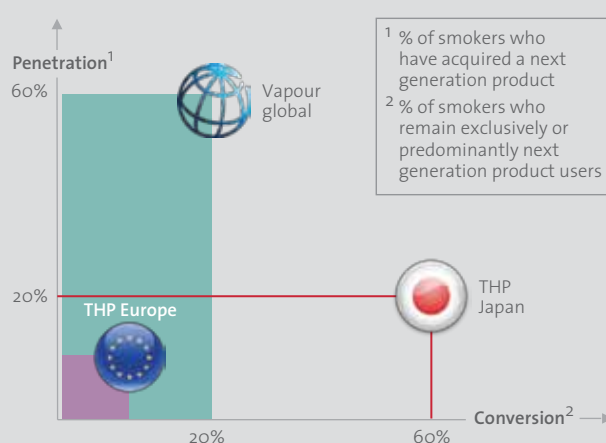 Penetration¹
60%
Vapour
global
¹ % of smokers who
have acquired a next
generation product
² % of smokers who
remain exclusively or
predominantly next
generation product users
20%
THP Europe
THP
Japan
Conversion²
20%
60%